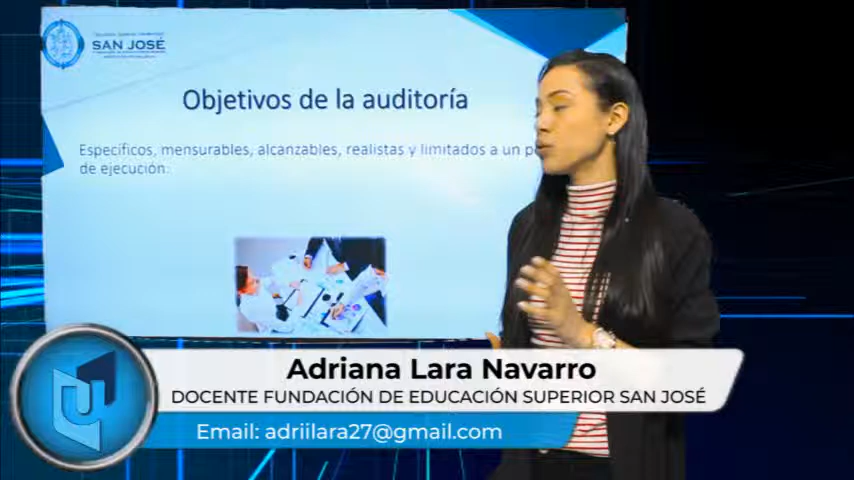 SAN JOSÉ
Objetivos de la auditoría
Específicos, mensurables, alcanzables, realistas y limitados a un
de ejecución.
Adriana Lara Navarro
DOCENTE FUNDACIÓN DE EDUCACIÓN SUPERIOR SAN JOSÉ
Email: adriilara27@gmail.com